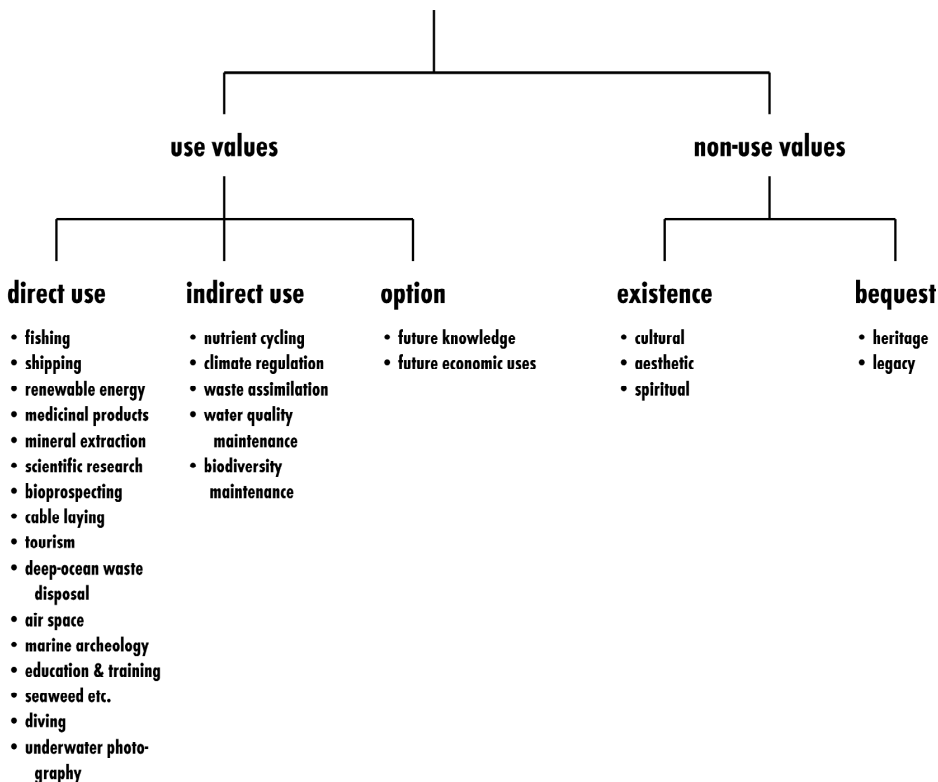 use values
non-use values
direct use
• fishing
• shipping
• renewable energy
• medicinal products
• mineral extraction
• scientific research
• bioprospecting
• cable laying
• tourism
• deep-ocean waste
disposal
• air space
• marine archeology
• education & training
• seaweed etc.
• diving
• underwater photo-
graphy
indirect use
• nutrient cycling
• climate regulation
• waste assimilation
• water quality
maintenance
• biodiversity
maintenance
option
• future knowledge
• future economic uses
existence
• cultural
• aesthetic
• spiritual
bequest
• heritage
• legacy